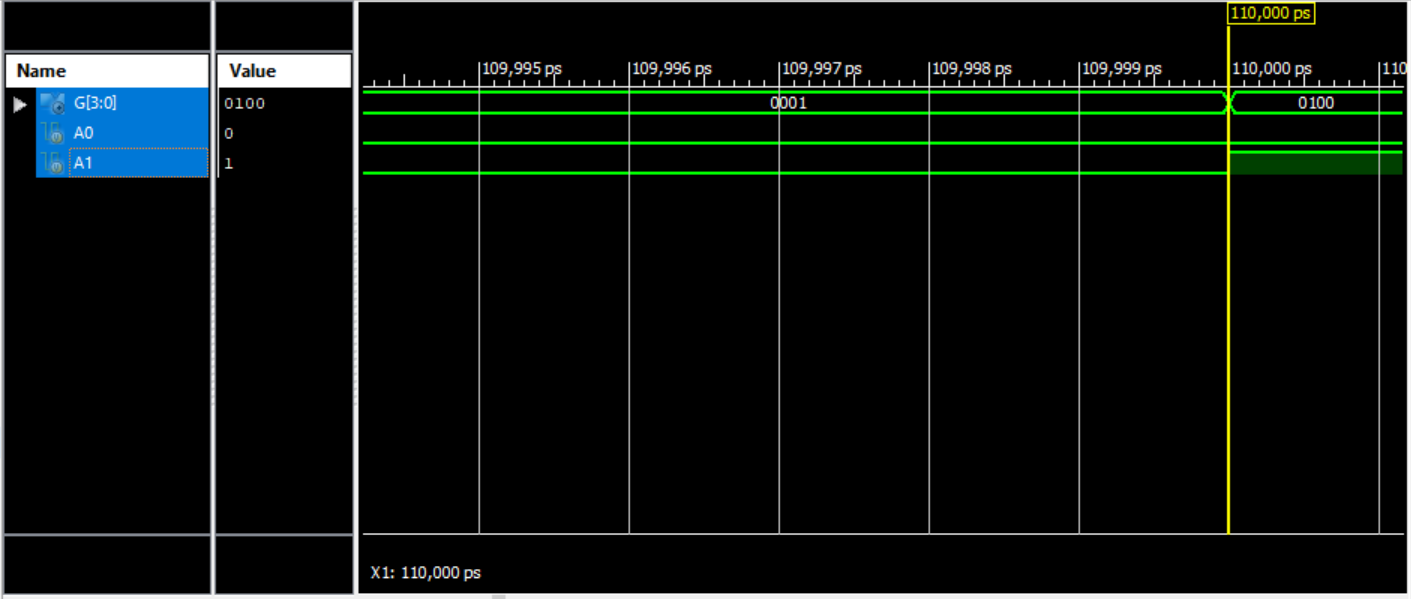 110,000 ps
Name Value
109,995 ps 109,996 ps 109,997 ps 109,998 ps 109,999 ps 110,000 ps 110
G[3:0] 0100 0001 0100
A0 0
A1 1
X1: 110,000 ps